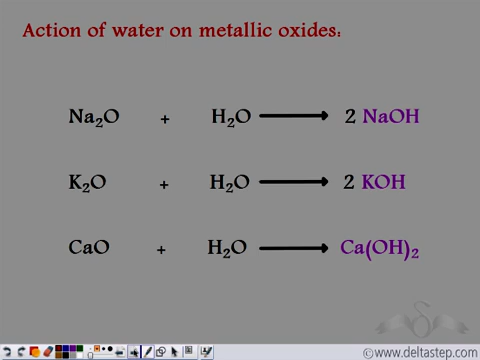 Action of water on metallic oxides:
Na₂O + H₂O ⟶ 2 NaOH
K₂O + H₂O ⟶ 2 KOH
CaO + H₂O ⟶ Ca(OH)₂
©www.deltastep.com